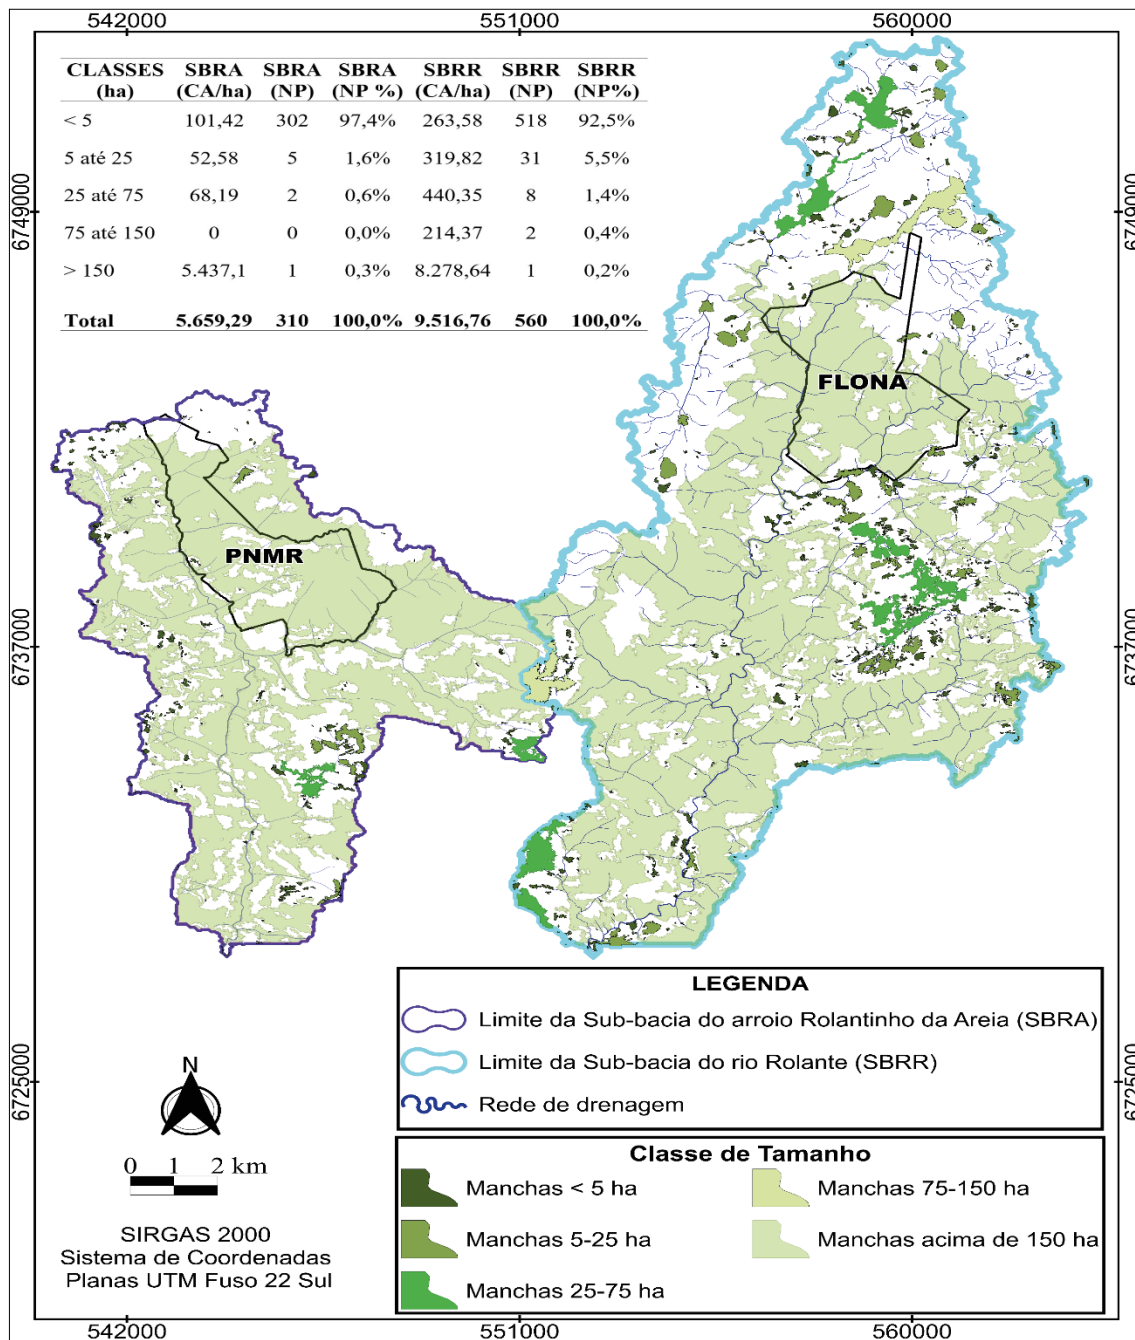 542000 551000 560000
CLASSES SBRA SBRA SBRA SBRR SBRR SBRR
(ha) (CA/ha) (NP) (NP %) (CA/ha) (NP) (NP%)
< 5 101,42 302 97,4% 263,58 518 92,5%
5 até 25 52,58 5 1,6% 319,82 31 5,5%
25 até 75 68,19 2 0,6% 440,35 8 1,4%
75 até 150 0 0 0,0% 214,37 2 0,4%
> 150 5.437,1 1 0,3% 8.278,64 1 0,2%
Total 5.659,29 310 100,0% 9.516,76 560 100,0%
6749000 6749000
FLONA
PNMR
6737000 6737000
LEGENDA
Limite da Sub-bacia do arroio Rolantinho da Areia (SBRA)
Limite da Sub-bacia do rio Rolante (SBRR)
Rede de drenagem
6725000 6725000
N
0 1 2 km
SIRGAS 2000
Sistema de Coordenadas
Planas UTM Fuso 22 Sul
Classe de Tamanho
Manchas < 5 ha
Manchas 5-25 ha
Manchas 25-75 ha
Manchas 75-150 ha
Manchas acima de 150 ha
542000 551000 560000